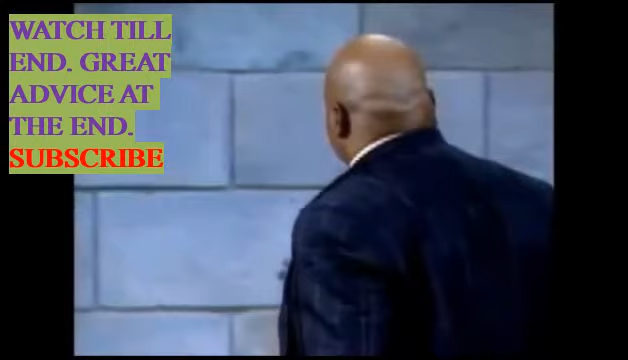 WATCH TILL
END. GREAT
ADVICE AT
THE END.
SUBSCRIBE